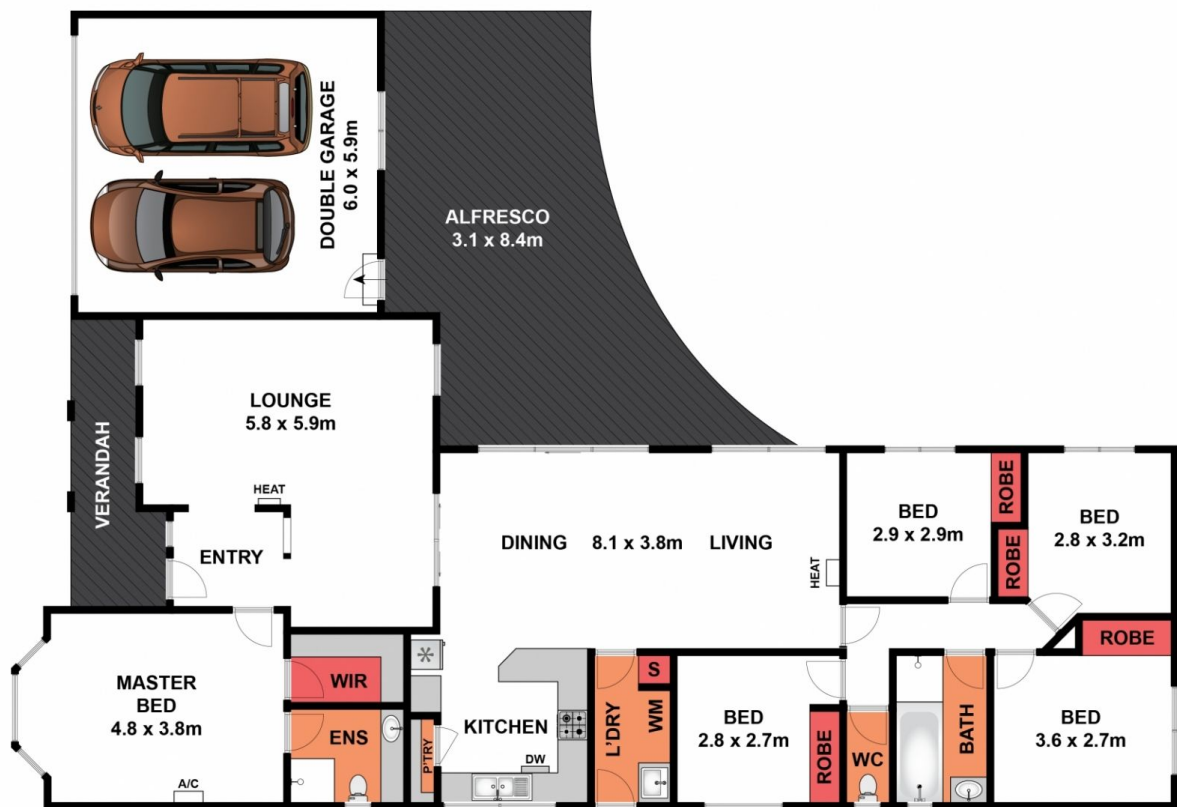 DOUBLE GARAGE
6.0 x 5.9m
ALFRESCO
3.1 x 8.4m
VERANDAH
LOUNGE
5.8 x 5.9m
HEAT
ENTRY
DINING 8.1 x 3.8m LIVING
HEAT
BED
2.9 x 2.9m
ROBE
ROBE
BED
2.8 x 3.2m
MASTER
BED
4.8 x 3.8m
A/C
WIR
ENS
P'TRY
KITCHEN
DW
L'DRY
S
WM
BED
2.8 x 2.7m
ROBE
WC
BATH
ROBE
BED
3.6 x 2.7m